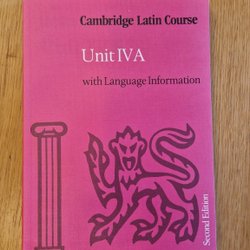 Cambridge Latin Course
Unit IVA
with Language Information
Second Edition